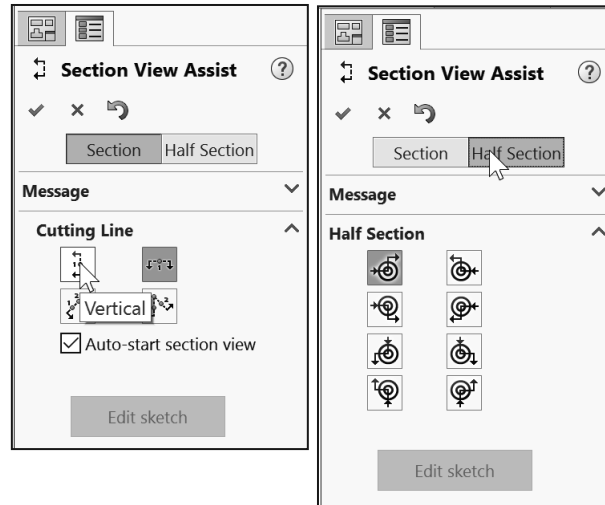 Section View Assist
?
Section Half Section
Message
Cutting Line
Vertical
Auto-start section view
Edit sketch
Section View Assist
?
Section Half Section
Message
Half Section
Edit sketch